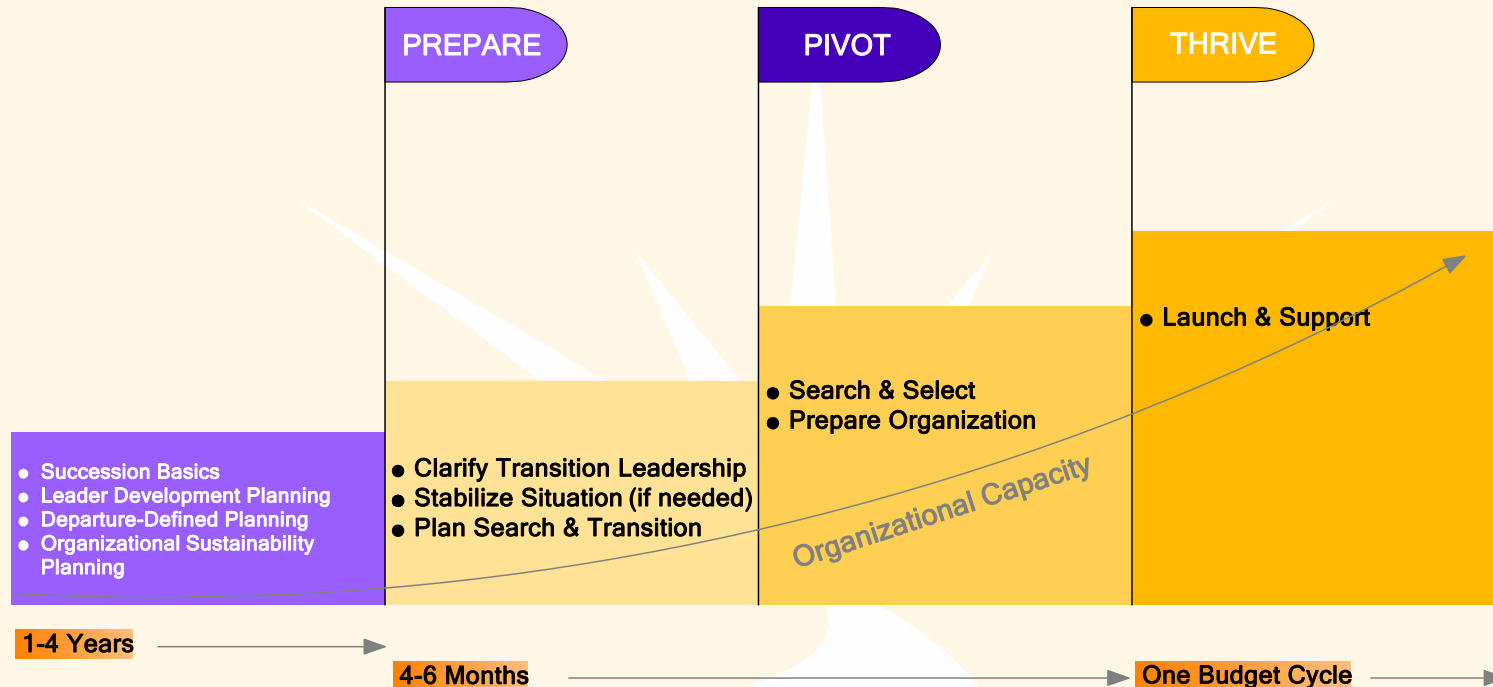 PREPARE
PIVOT
THRIVE
● Succession Basics
● Leader Development Planning
● Departure-Defined Planning
● Organizational Sustainability
Planning
● Clarify Transition Leadership
● Stabilize Situation (if needed)
● Plan Search & Transition
● Search & Select
● Prepare Organization
● Launch & Support
Organizational Capacity
1-4 Years
4-6 Months
One Budget Cycle